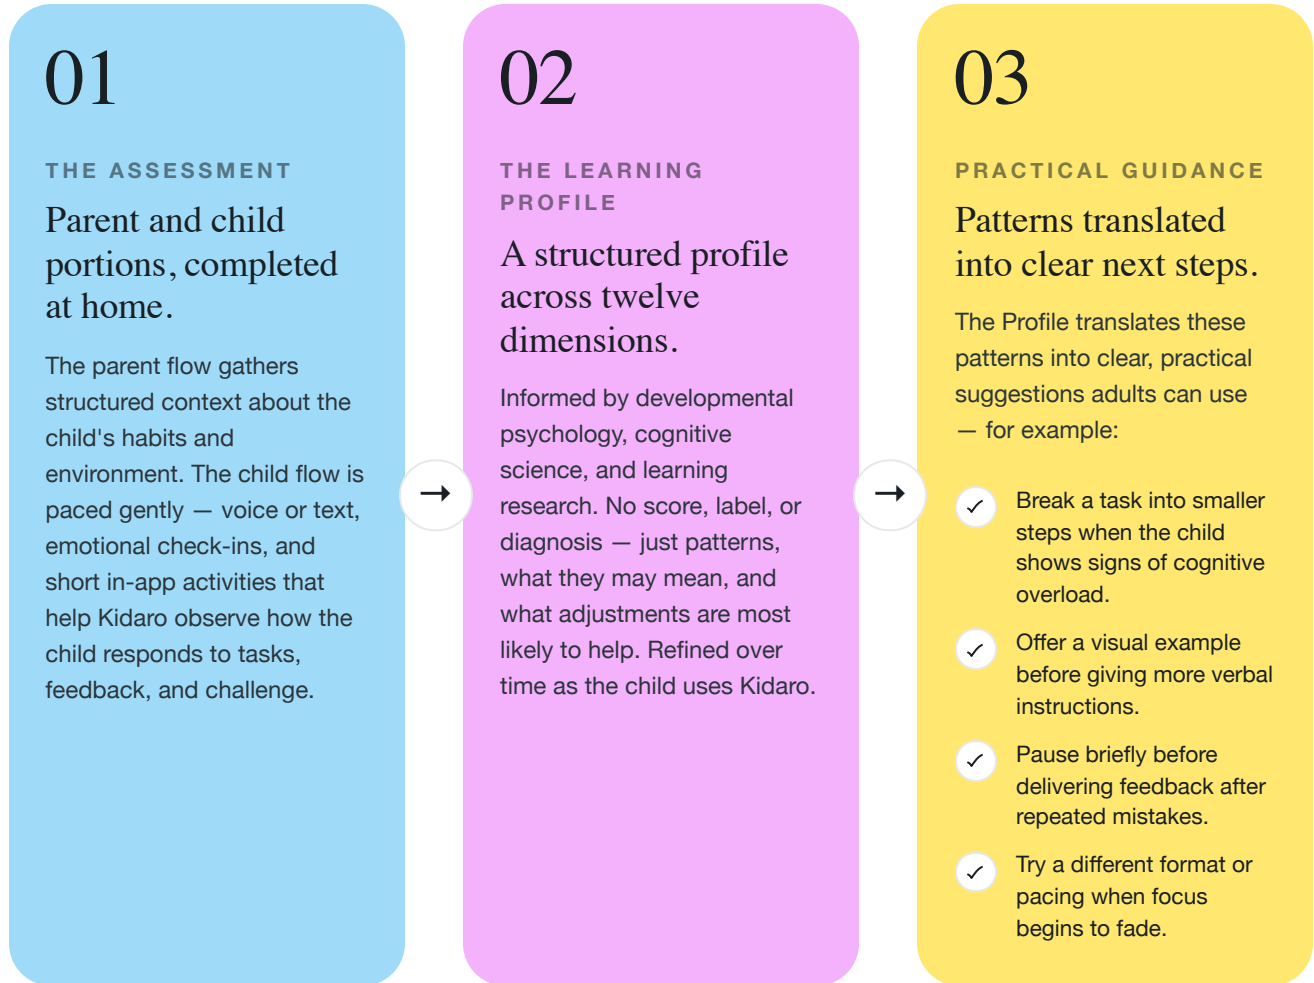 01
THE ASSESSMENT
Parent and child
portions, completed
at home.
The parent flow gathers
structured context about the
child's habits and
environment. The child flow is
paced gently — voice or text,
emotional check-ins, and
short in-app activities that
help Kidaro observe how the
child responds to tasks,
feedback, and challenge.
02
THE LEARNING
PROFILE
A structured profile
across twelve
dimensions.
Informed by developmental
psychology, cognitive
science, and learning
research. No score, label, or
diagnosis — just patterns,
what they may mean, and
what adjustments are most
likely to help. Refined over
time as the child uses Kidaro.
03
PRACTICAL GUIDANCE
Patterns translated
into clear next steps.
The Profile translates these
patterns into clear, practical
suggestions adults can use
— for example:
Break a task into smaller
steps when the child
shows signs of cognitive
overload.
Offer a visual example
before giving more verbal
instructions.
Pause briefly before
delivering feedback after
repeated mistakes.
Try a different format or
pacing when focus
begins to fade.